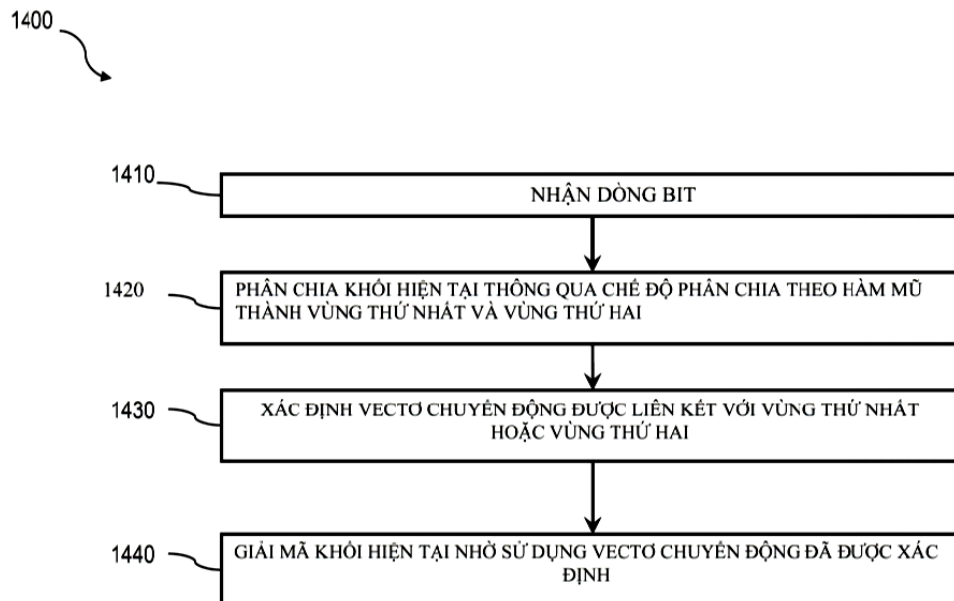 1400
1410
NHẬN DÒNG BIT
1420
PHÂN CHIA KHỐI HIỆN TẠI THÔNG QUA CHẾ ĐỘ PHÂN CHIA THEO HÀM MŨ
THÀNH VÙNG THỨ NHẤT VÀ VÙNG THỨ HAI
1430
XÁC ĐỊNH VECTƠ CHUYỂN ĐỘNG ĐƯỢC LIÊN KẾT VỚI VÙNG THỨ NHẤT
HOẶC VÙNG THỨ HAI
1440
GIẢI MÃ KHỐI HIỆN TẠI NHỜ SỬ DỤNG VECTƠ CHUYỂN ĐỘNG ĐÃ ĐƯỢC XÁC
ĐỊNH